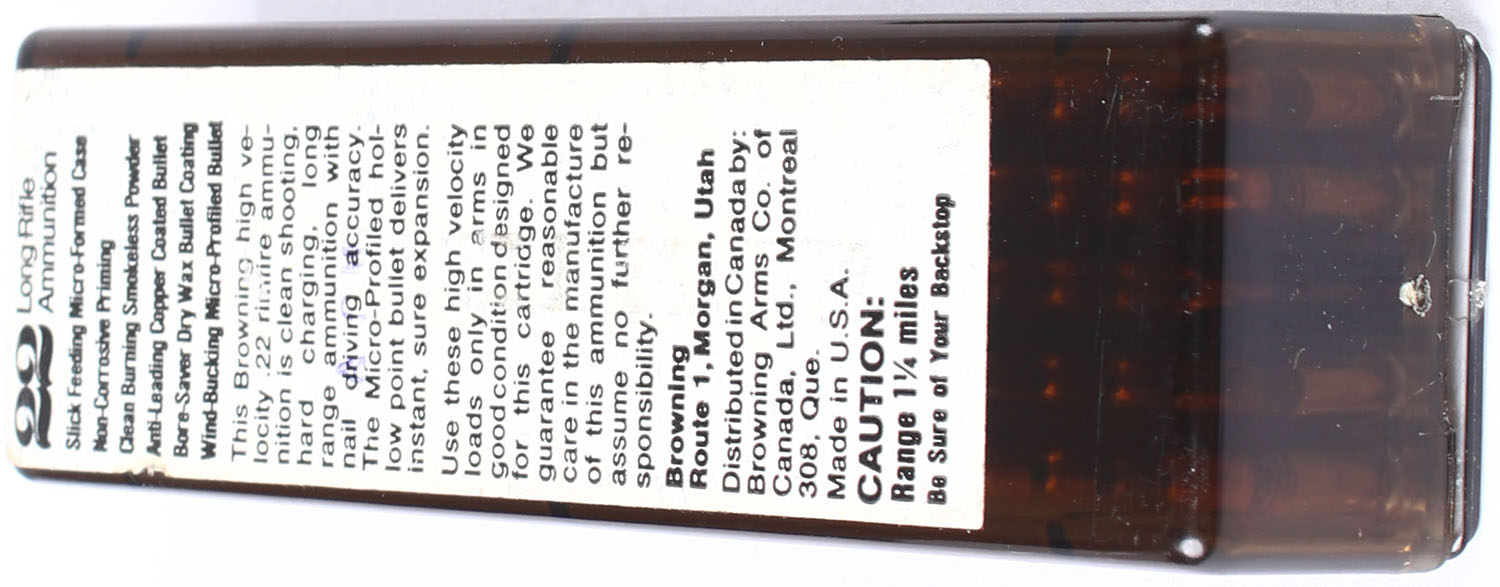 22 Long Rifle
Ammunition
Slick Feeding Micro-Formed Case
Non-Corrosive Priming
Clean Burning Smokeless Powder
Anti-Leading Copper Coated Bullet
Bore-Saver Dry Wax Bullet Coating
Wind-Bucking Micro-Profiled Bullet
This Browning high ve-
locity .22 rimfire ammu-
nition is clean shooting,
hard charging, long
range ammunition with
nail driving accuracy.
The Micro-Profiled hol-
low point bullet delivers
instant, sure expansion.
Use these high velocity
loads only in arms in
good condition designed
for this cartridge. We
guarantee reasonable
care in the manufacture
of this ammunition but
assume no further re-
sponsibility.
Browning
Route 1, Morgan, Utah
Distributed in Canada by:
Browning Arms Co. of
Canada, Ltd., Montreal
308, Que.
Made in U.S.A.
CAUTION:
Range 1¼ miles
Be Sure of Your Backstop